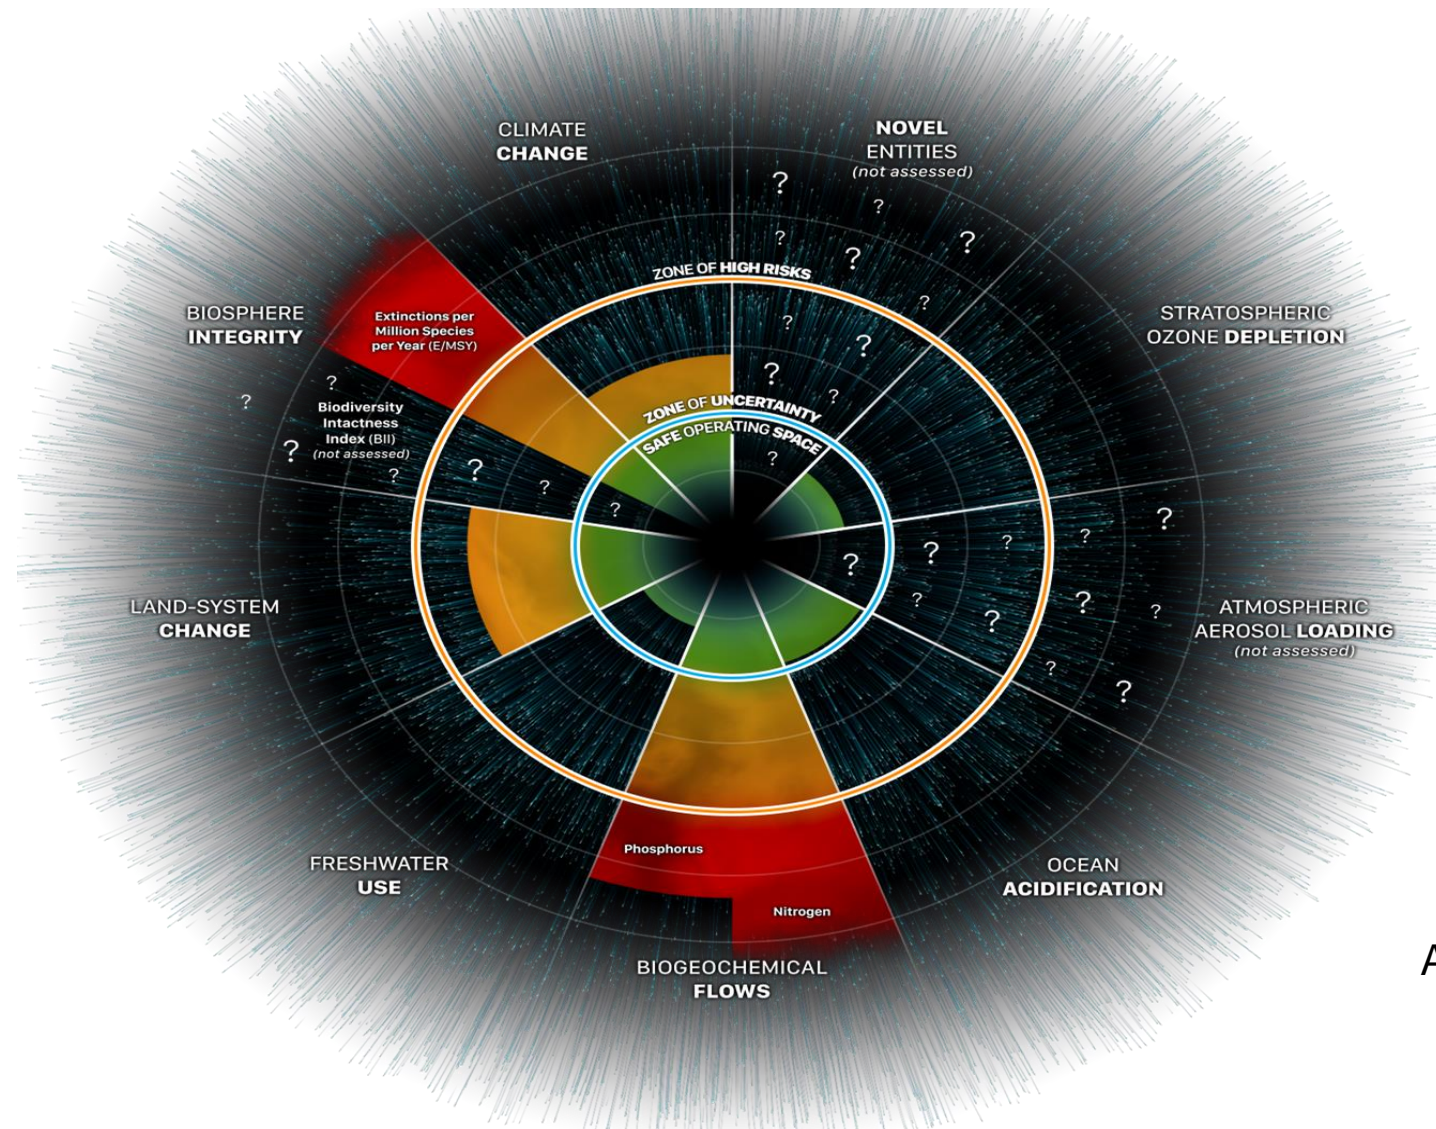 CLIMATE
CHANGE
NOVEL
ENTITIES
(not assessed)
?
?
?
?
?
?
ZONE OF HIGH RISKS
?
?
?
?
STRATOSPHERIC
OZONE DEPLETION
BIOSPHERE
INTEGRITY
Extinctions per
Million Species
per Year (E/MSY)
?
?
Biodiversity
Intactness
Index (BII)
(not assessed)
?
?
?
?
?
ZONE OF UNCERTAINTY
SAFE OPERATING SPACE
?
?
?
?
?
?
?
?
?
?
?
?
ATMOSPHERIC
AEROSOL LOADING
(not assessed)
LAND-SYSTEM
CHANGE
FRESHWATER
USE
Phosphorus
Nitrogen
BIOGEOCHEMICAL
FLOWS
OCEAN
ACIDIFICATION
A